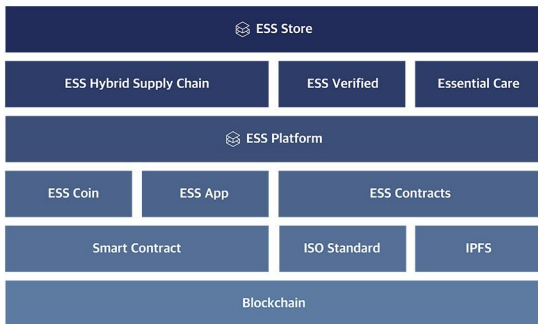 ESS Store
ESS Hybrid Supply Chain
ESS Verified
Essential Care
ESS Platform
ESS Coin
ESS App
ESS Contracts
Smart Contract
ISO Standard
IPFS
Blockchain